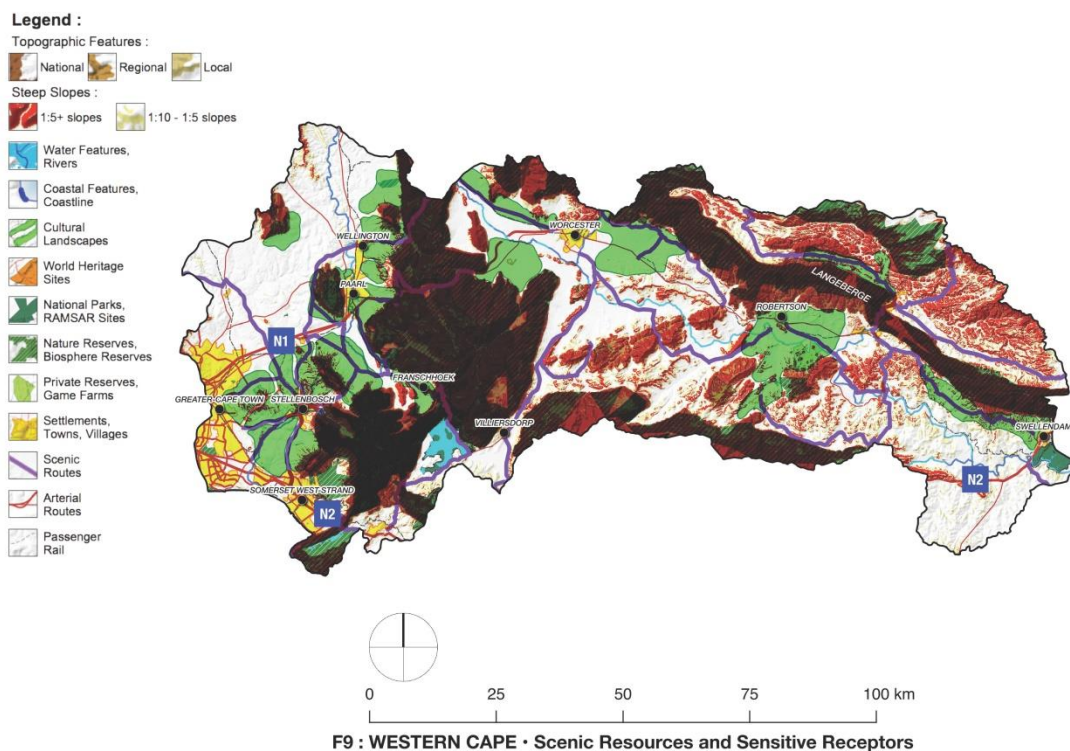 Legend :
Topographic Features :
National Regional Local
Steep Slopes :
1:5+ slopes 1:10 - 1:5 slopes
Water Features,
Rivers
Coastal Features,
Coastline
Cultural
Landscapes
World Heritage
Sites
National Parks,
RAMSAR Sites
Nature Reserves,
Biosphere Reserves
Private Reserves,
Game Farms
Settlements,
Towns, Villages
Scenic
Routes
Arterial
Routes
Passenger
Rail
WORCESTER
WELLINGTON
PAARL
LANGEBERGE
ROBERTSON
N1
FRANSCHHOEK
GREATER-CAPE TOWN
STELLENBOSCH
VILLIERSDORP
SWELLENDAM
N2
SOMERSET WEST-STRAND
N2
0 25 50 75 100 km
F9 : WESTERN CAPE • Scenic Resources and Sensitive Receptors